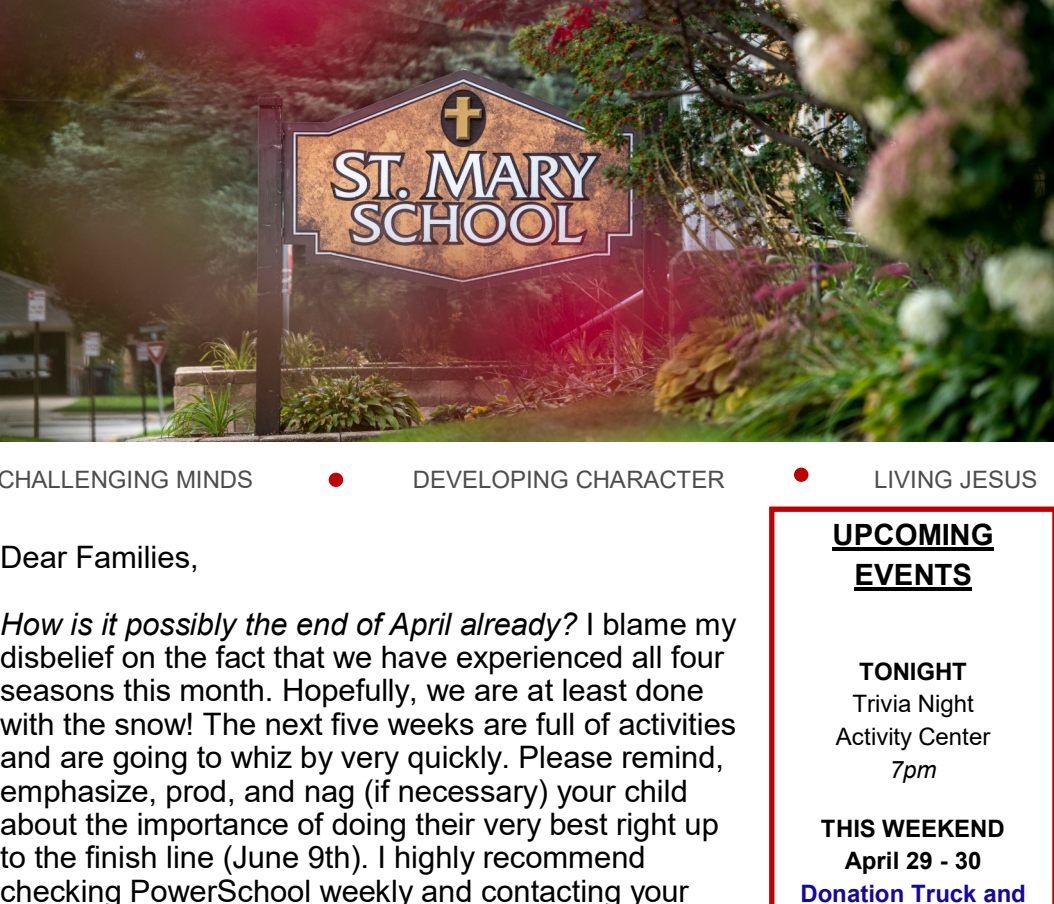 ST. MARY
SCHOOL
CHALLENGING MINDS
DEVELOPING CHARACTER
LIVING JESUS
Dear Families,
How is it possibly the end of April already? I blame my
disbelief on the fact that we have experienced all four
seasons this month. Hopefully, we are at least done
with the snow! The next five weeks are full of activities
and are going to whiz by very quickly. Please remind,
emphasize, prod, and nag (if necessary) your child
about the importance of doing their very best right up
to the finish line (June 9th). I highly recommend
checking PowerSchool weekly and contacting your
UPCOMING
EVENTS
TONIGHT
Trivia Night
Activity Center
7pm
THIS WEEKEND
April 29 - 30
Donation Truck and